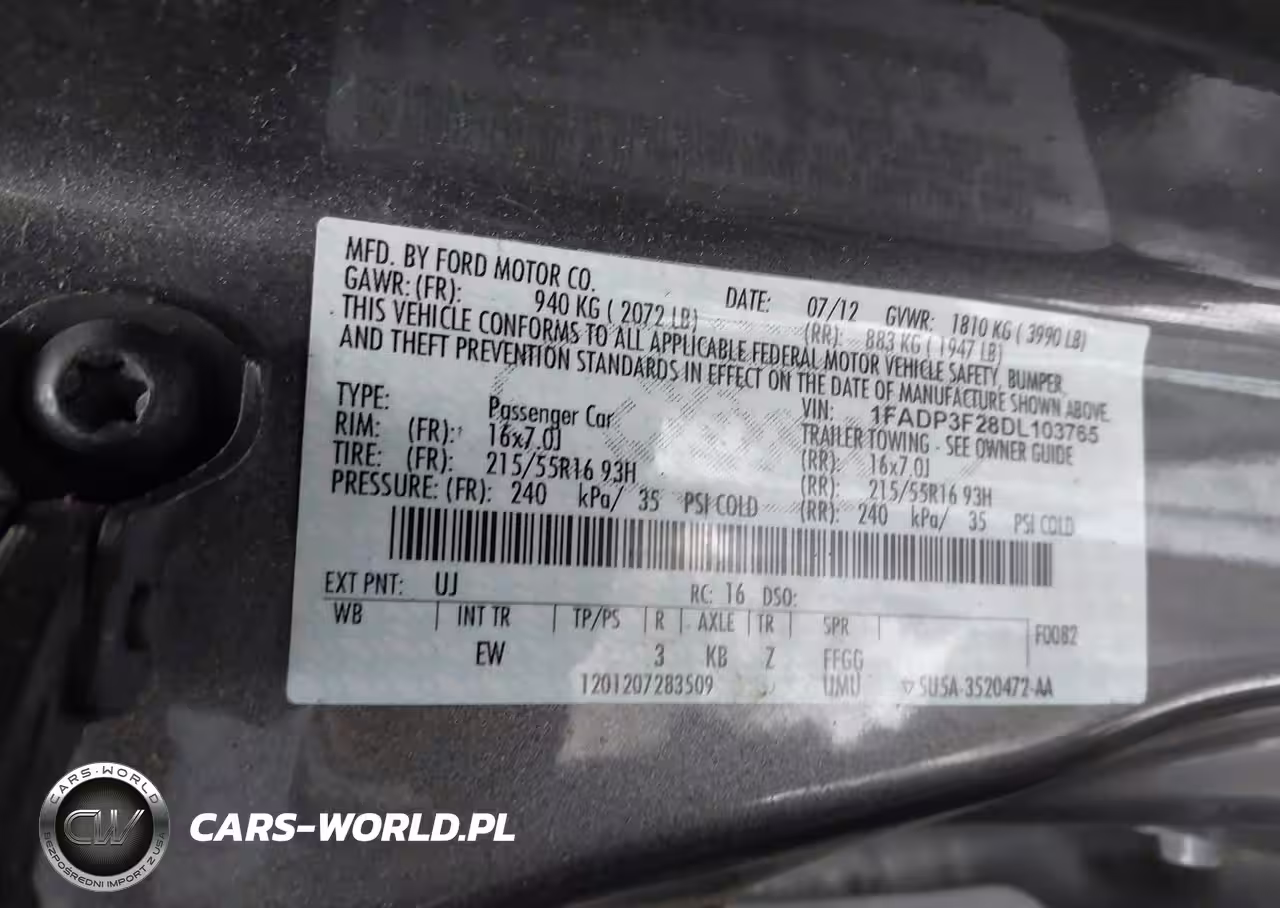 MFD. BY FORD MOTOR CO. DATE: 07/12 GVWR: 1810 KG ( 3990 LB)
GAWR: (FR): 940 KG ( 2072 LB) (RR): 883 KG ( 1947 LB)
THIS VEHICLE CONFORMS TO ALL APPLICABLE FEDERAL MOTOR VEHICLE SAFETY, BUMPER,
AND THEFT PREVENTION STANDARDS IN EFFECT ON THE DATE OF MANUFACTURE SHOWN ABOVE.
VIN: 1FADP3F28DL103765
TYPE: Passenger Car TRAILER TOWING - SEE OWNER GUIDE
RIM: (FR): 16x7.0J (RR): 16x7.0J
TIRE: (FR): 215/55R16 93H (RR): 215/55R16 93H
PRESSURE: (FR): 240 kPa/ 35 PSI COLD (RR): 240 kPa/ 35 PSI COLD
EXT PNT: UJ RC: 16 DSO:
WB INT TR TP/PS R AXLE TR SPR F0082
EW 3 KB Z FFGG
1201207283509 UMU ▽ 5U5A-3520472-AA
CARS-WORLD
CW
BEZPOŚREDNI IMPORT Z USA
CARS-WORLD.PL